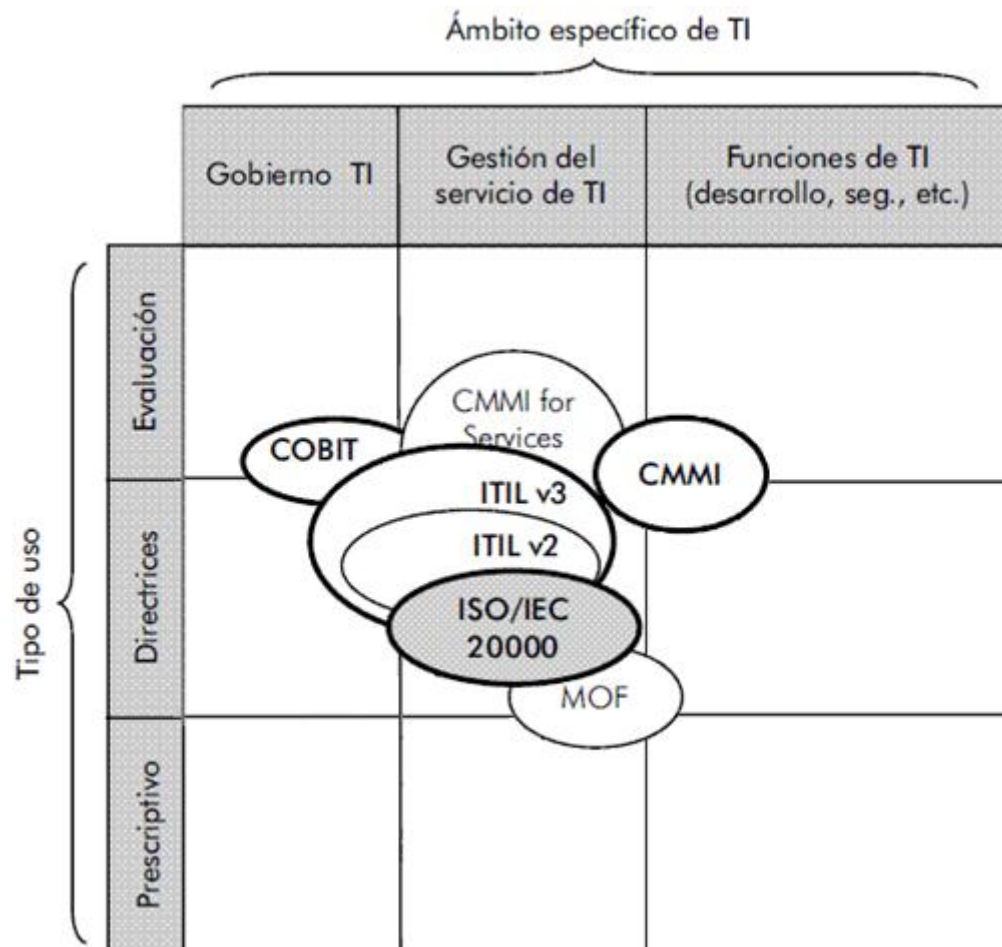 Ámbito específico de TI
Gobierno TI
Gestión del
servicio de TI
Funciones de TI
(desarrollo, seg., etc.)
Tipo de uso
Evaluación
Directrices
Prescriptivo
CMMI for
Services
COBIT
CMMI
ITIL v3
ITIL v2
ISO/IEC
20000
MOF